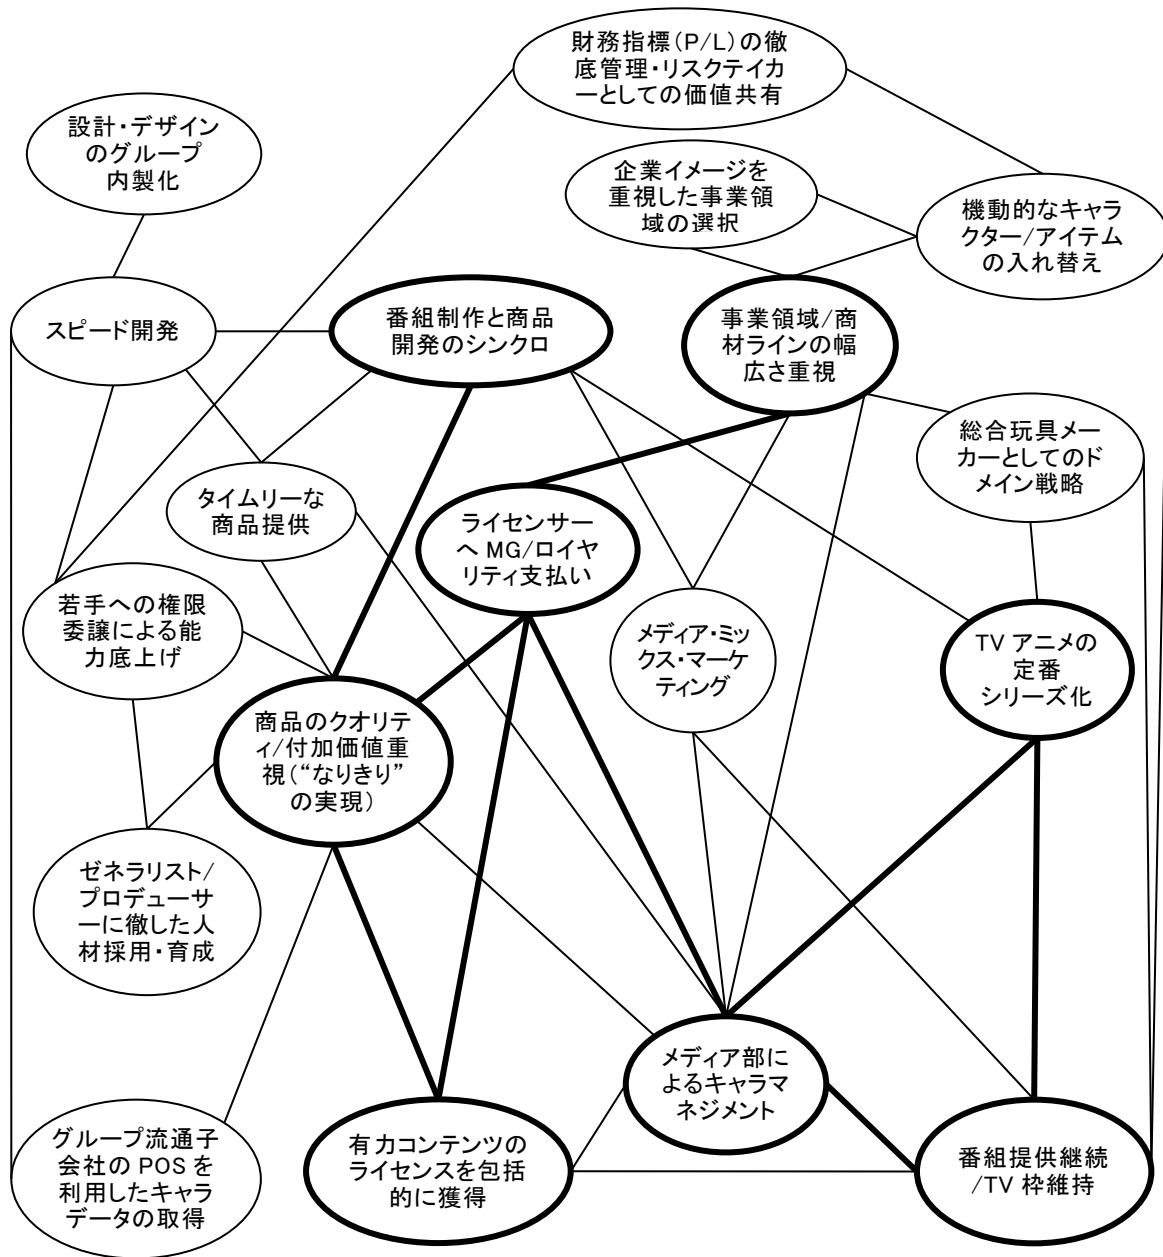 財務指標(P/L)の徹
底管理・リスクテイカ
ーとしての価値共有
設計・デザイン
のグループ
内製化
企業イメージを
重視した事業領
域の選択
機動的なキャラ
クター/アイテム
の入れ替え
スピード開発
番組制作と商品
開発のシンクロ
事業領域/商
材ラインの幅
広さ重視
総合玩具メー
カーとしてのド
メイン戦略
タイムリーな
商品提供
ライセンサー
へ MG/ロイヤ
リティ支払い
若手への権限
委譲による能
力底上げ
メディア・ミッ
クス・マーケ
ティング
TV アニメの
定番
シリーズ化
商品のクオリテ
ィ/付加価値重
視(“なりきり”
の実現)
ゼネラリスト/
プロデューサ
ーに徹した人
材採用・育成
メディア部に
よるキャラマ
ネジメント
グループ流通子
会社の POS を
利用したキャラ
データの取得
有力コンテンツの
ライセンスを包括
的に獲得
番組提供継続
/TV 枠維持